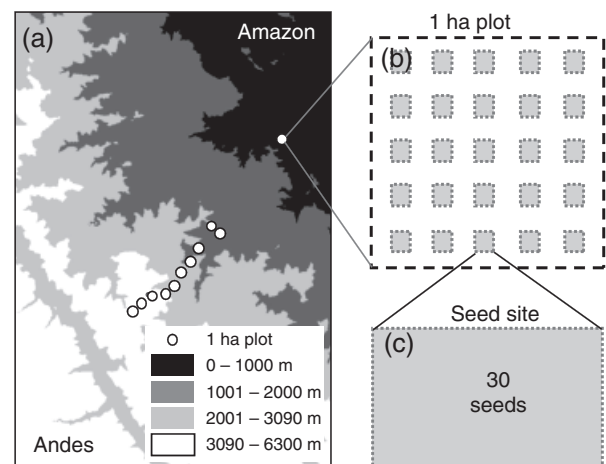 1 ha plot
(a)
Amazon
(b)
Seed site
(c)
30
seeds
1 ha plot
0 – 1000 m
1001 – 2000 m
2001 – 3090 m
3090 – 6300 m
Andes